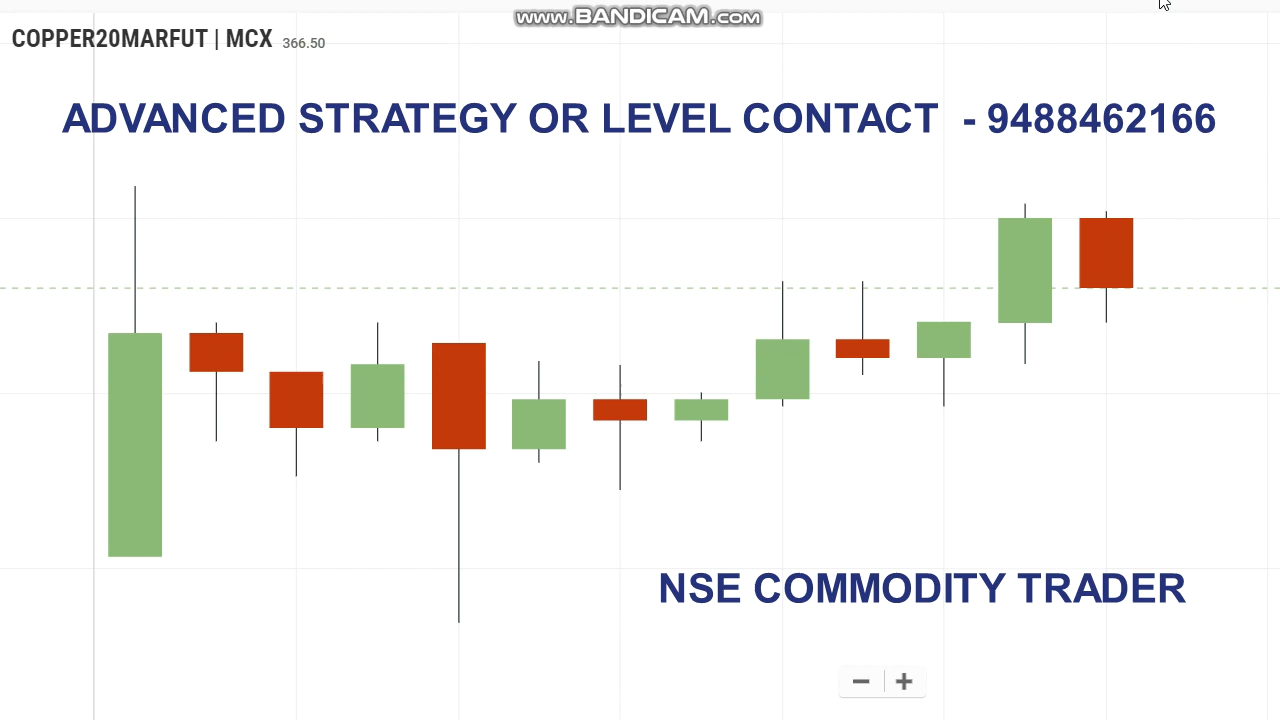 www.BANDICAM.com
COPPER20MARFUT | MCX 366.50
ADVANCED STRATEGY OR LEVEL CONTACT - 9488462166
NSE COMMODITY TRADER